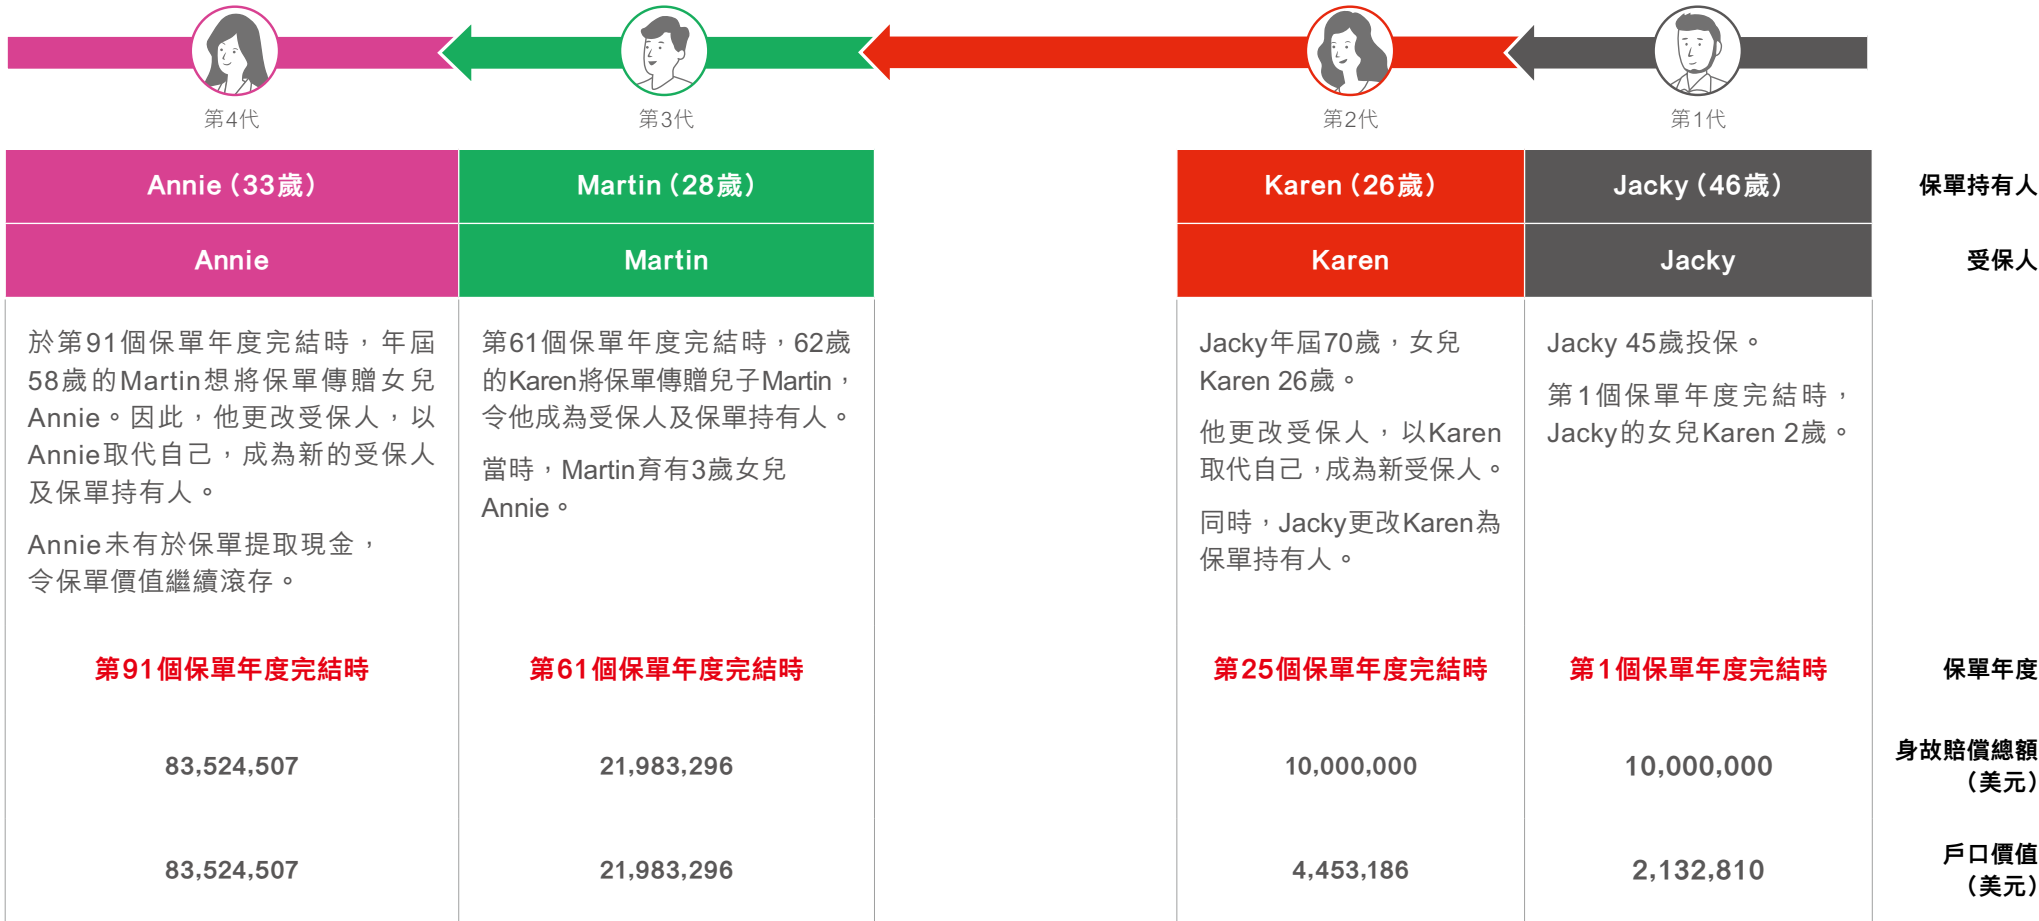 第4代
第3代
第2代
第1代
Annie（33歲）
Martin（28歲）
Karen（26歲）
Jacky（46歲）
保單持有人
Annie
Martin
Karen
Jacky
受保人
於第91個保單年度完結時，年屆
58歲的Martin想將保單傳贈女兒
Annie。因此，他更改受保人，以
Annie取代自己，成為新的受保人
及保單持有人。
Annie未有於保單提取現金，
令保單價值繼續滾存。
第61個保單年度完結時，62歲
的Karen將保單傳贈兒子Martin，
令他成為受保人及保單持有人。
當時，Martin育有3歲女兒
Annie。
Jacky年屆70歲，女兒
Karen 26歲。
他更改受保人，以Karen
取代自己，成為新受保人。
同時，Jacky更改Karen為
保單持有人。
Jacky 45歲投保。
第1個保單年度完結時，
Jacky的女兒Karen 2歲。
第91個保單年度完結時
第61個保單年度完結時
第25個保單年度完結時
第1個保單年度完結時
保單年度
83,524,507
21,983,296
10,000,000
10,000,000
身故賠償總額
（美元）
83,524,507
21,983,296
4,453,186
2,132,810
戶口價值
（美元）